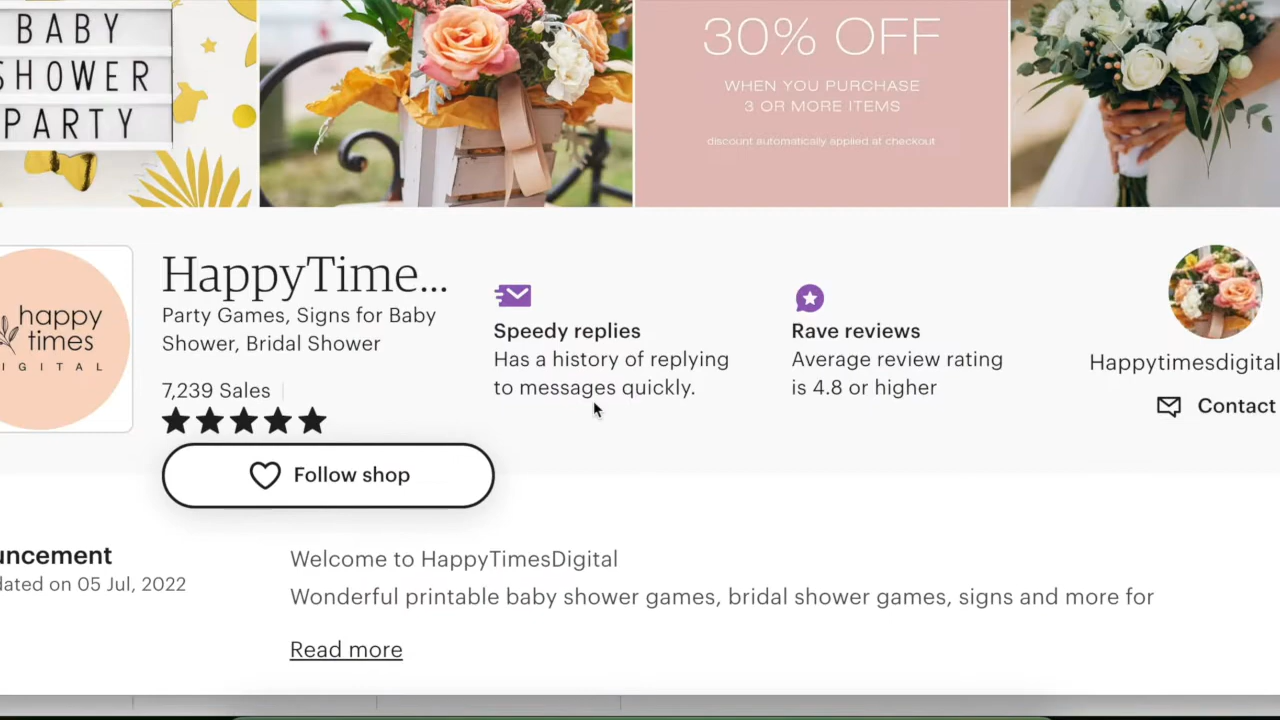 BABY
SHOWER
PARTY
30% OFF
WHEN YOU PURCHASE
3 OR MORE ITEMS
discount automatically applied at checkout
happy
times
IGITAL
HappyTime...
Party Games, Signs for Baby
Shower, Bridal Shower
7,239 Sales
Follow shop
Speedy replies
Has a history of replying
to messages quickly.
Rave reviews
Average review rating
is 4.8 or higher
Happytimesdigital
Contact
uncement
dated on 05 Jul, 2022
Welcome to HappyTimesDigital
Wonderful printable baby shower games, bridal shower games, signs and more for
Read more